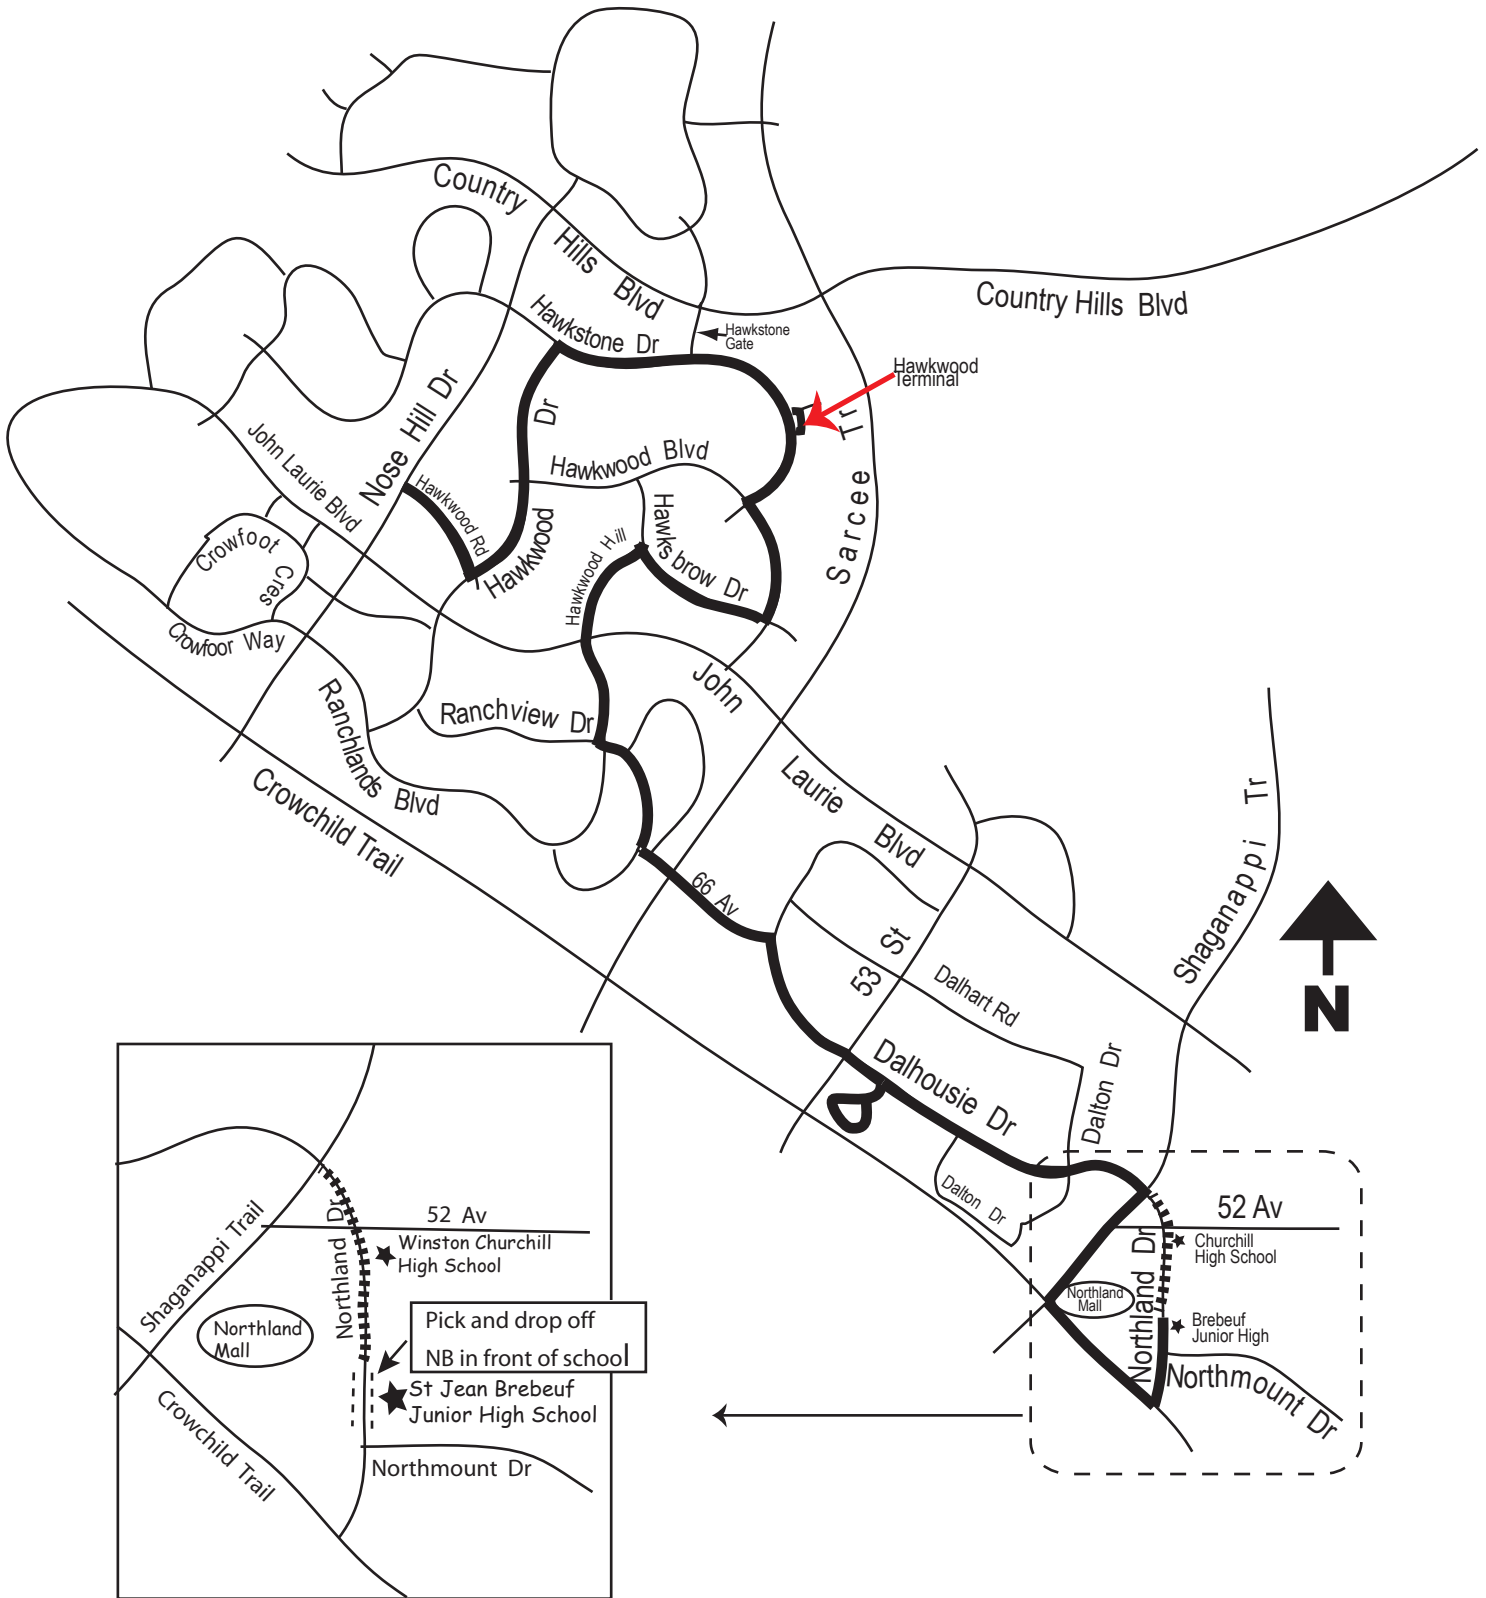 Country Hills Blvd
Country Hills Blvd
Hawkstone Dr
Hawkstone
Gate
Hawkwood
Terminal
Nose Hill Dr
Hawkwood Dr
Hawkwood Blvd
Sarcee Tr
John Laurie Blvd
Hawkwood Rd
Hawksbrow Dr
Hawkwood Hill
Crowfoot Cres
Crowfoor Way
Ranchview Dr
Ranchlands Blvd
Crowchild Trail
John Laurie Blvd
66 Av
53 St
Shaganappi Tr
Dalhart Rd
N
Dalhousie Dr
Dalton Dr
Dalton Dr
52 Av
Churchill
High School
Northland Dr
Northland
Mall
Brebeuf
Junior High
Northmount Dr
Shaganappi Trail
Northland Dr
52 Av
Winston Churchill
High School
Northland
Mall
Pick and drop off
NB in front of school
St Jean Brebeuf
Junior High School
Crowchild Trail
Northmount Dr